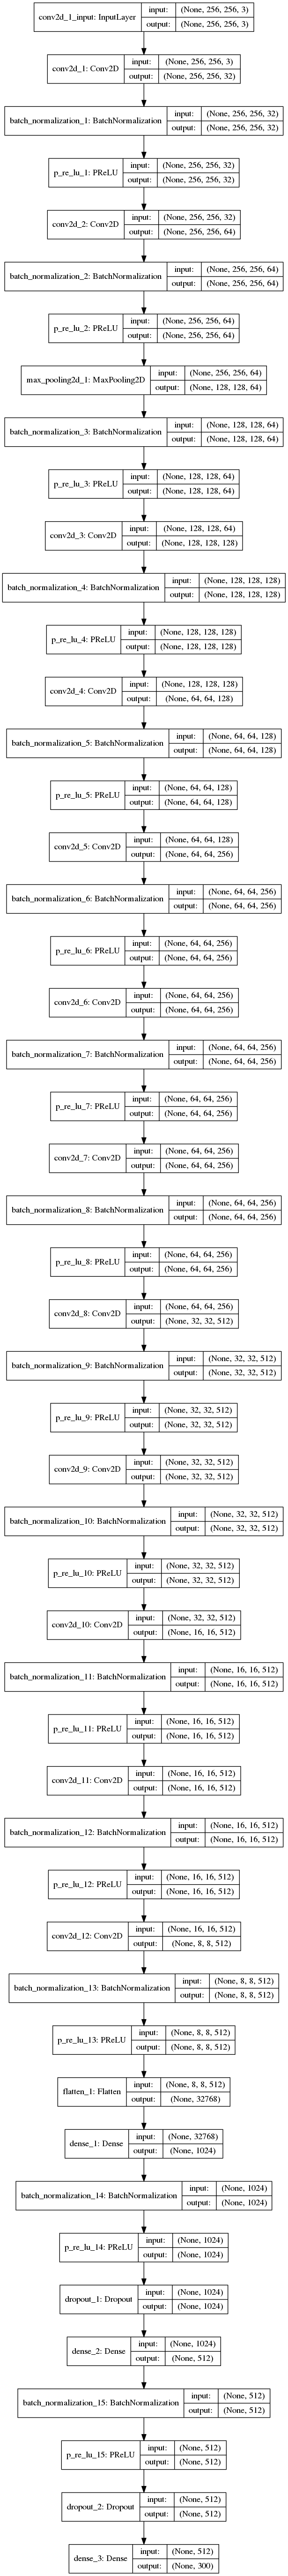 conv2d_1_input: InputLayer input: (None, 256, 256, 3)
output: (None, 256, 256, 3)
conv2d_1: Conv2D input: (None, 256, 256, 3)
output: (None, 256, 256, 32)
batch_normalization_1: BatchNormalization input: (None, 256, 256, 32)
output: (None, 256, 256, 32)
p_re_lu_1: PReLU input: (None, 256, 256, 32)
output: (None, 256, 256, 32)
conv2d_2: Conv2D input: (None, 256, 256, 32)
output: (None, 256, 256, 64)
batch_normalization_2: BatchNormalization input: (None, 256, 256, 64)
output: (None, 256, 256, 64)
p_re_lu_2: PReLU input: (None, 256, 256, 64)
output: (None, 256, 256, 64)
max_pooling2d_1: MaxPooling2D input: (None, 256, 256, 64)
output: (None, 128, 128, 64)
batch_normalization_3: BatchNormalization input: (None, 128, 128, 64)
output: (None, 128, 128, 64)
p_re_lu_3: PReLU input: (None, 128, 128, 64)
output: (None, 128, 128, 64)
conv2d_3: Conv2D input: (None, 128, 128, 64)
output: (None, 128, 128, 128)
batch_normalization_4: BatchNormalization input: (None, 128, 128, 128)
output: (None, 128, 128, 128)
p_re_lu_4: PReLU input: (None, 128, 128, 128)
output: (None, 128, 128, 128)
conv2d_4: Conv2D input: (None, 128, 128, 128)
output: (None, 64, 64, 128)
batch_normalization_5: BatchNormalization input: (None, 64, 64, 128)
output: (None, 64, 64, 128)
p_re_lu_5: PReLU input: (None, 64, 64, 128)
output: (None, 64, 64, 128)
conv2d_5: Conv2D input: (None, 64, 64, 128)
output: (None, 64, 64, 256)
batch_normalization_6: BatchNormalization input: (None, 64, 64, 256)
output: (None, 64, 64, 256)
p_re_lu_6: PReLU input: (None, 64, 64, 256)
output: (None, 64, 64, 256)
conv2d_6: Conv2D input: (None, 64, 64, 256)
output: (None, 64, 64, 256)
batch_normalization_7: BatchNormalization input: (None, 64, 64, 256)
output: (None, 64, 64, 256)
p_re_lu_7: PReLU input: (None, 64, 64, 256)
output: (None, 64, 64, 256)
conv2d_7: Conv2D input: (None, 64, 64, 256)
output: (None, 64, 64, 256)
batch_normalization_8: BatchNormalization input: (None, 64, 64, 256)
output: (None, 64, 64, 256)
p_re_lu_8: PReLU input: (None, 64, 64, 256)
output: (None, 64, 64, 256)
conv2d_8: Conv2D input: (None, 64, 64, 256)
output: (None, 32, 32, 512)
batch_normalization_9: BatchNormalization input: (None, 32, 32, 512)
output: (None, 32, 32, 512)
p_re_lu_9: PReLU input: (None, 32, 32, 512)
output: (None, 32, 32, 512)
conv2d_9: Conv2D input: (None, 32, 32, 512)
output: (None, 32, 32, 512)
batch_normalization_10: BatchNormalization input: (None, 32, 32, 512)
output: (None, 32, 32, 512)
p_re_lu_10: PReLU input: (None, 32, 32, 512)
output: (None, 32, 32, 512)
conv2d_10: Conv2D input: (None, 32, 32, 512)
output: (None, 16, 16, 512)
batch_normalization_11: BatchNormalization input: (None, 16, 16, 512)
output: (None, 16, 16, 512)
p_re_lu_11: PReLU input: (None, 16, 16, 512)
output: (None, 16, 16, 512)
conv2d_11: Conv2D input: (None, 16, 16, 512)
output: (None, 16, 16, 512)
batch_normalization_12: BatchNormalization input: (None, 16, 16, 512)
output: (None, 16, 16, 512)
p_re_lu_12: PReLU input: (None, 16, 16, 512)
output: (None, 16, 16, 512)
conv2d_12: Conv2D input: (None, 16, 16, 512)
output: (None, 8, 8, 512)
batch_normalization_13: BatchNormalization input: (None, 8, 8, 512)
output: (None, 8, 8, 512)
p_re_lu_13: PReLU input: (None, 8, 8, 512)
output: (None, 8, 8, 512)
flatten_1: Flatten input: (None, 8, 8, 512)
output: (None, 32768)
dense_1: Dense input: (None, 32768)
output: (None, 1024)
batch_normalization_14: BatchNormalization input: (None, 1024)
output: (None, 1024)
p_re_lu_14: PReLU input: (None, 1024)
output: (None, 1024)
dropout_1: Dropout input: (None, 1024)
output: (None, 1024)
dense_2: Dense input: (None, 1024)
output: (None, 512)
batch_normalization_15: BatchNormalization input: (None, 512)
output: (None, 512)
p_re_lu_15: PReLU input: (None, 512)
output: (None, 512)
dropout_2: Dropout input: (None, 512)
output: (None, 512)
dense_3: Dense input: (None, 512)
output: (None, 300)